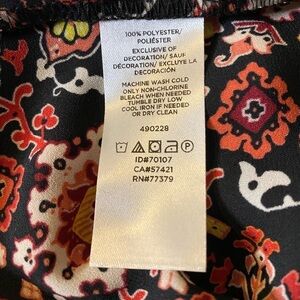 100% POLYESTER/
POLIÉSTER
EXCLUSIVE OF
DECORATION/ SAUF
DÉCORATION/ EXCLUYE LA
DECORACIÓN
MACHINE WASH COLD
ONLY NON-CHLORINE
BLEACH WHEN NEEDED
TUMBLE DRY LOW
COOL IRON IF NEEDED
OR DRY CLEAN
490228
ID#70107
CA#57421
RN#77379